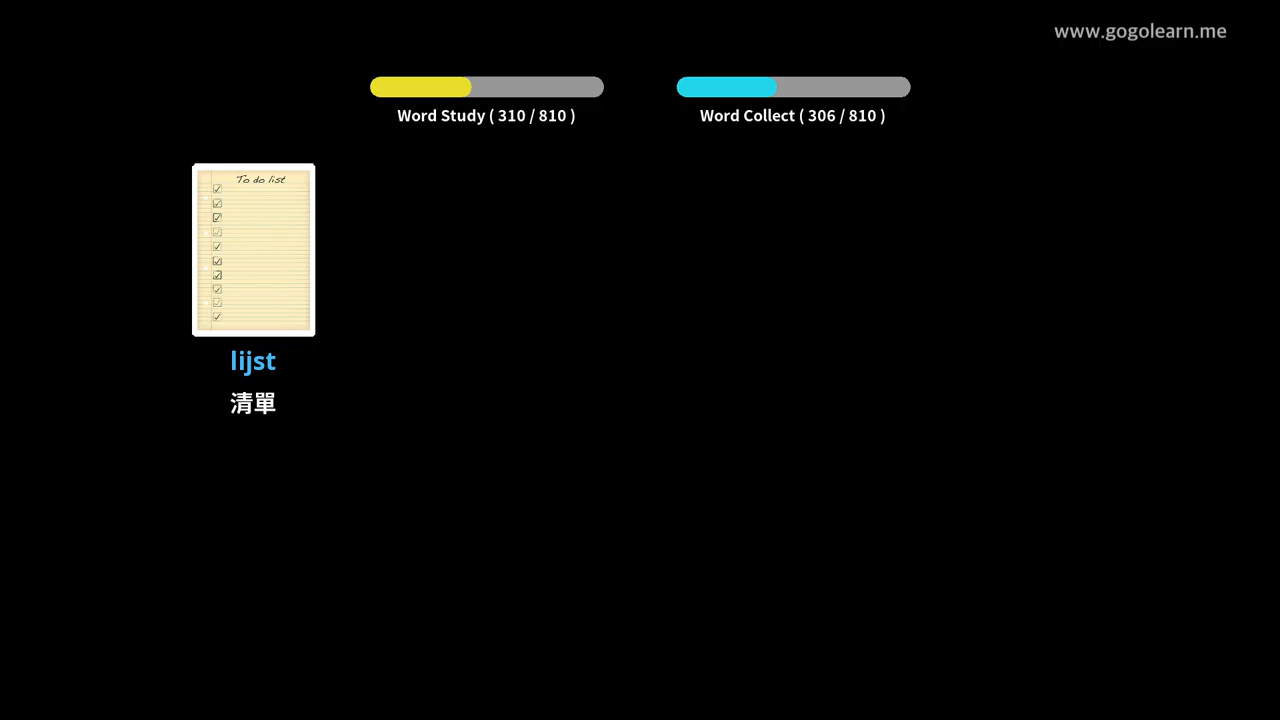 www.gogolearn.me
Word Study ( 310 / 810 )
Word Collect ( 306 / 810 )
To do list
lijst
清單